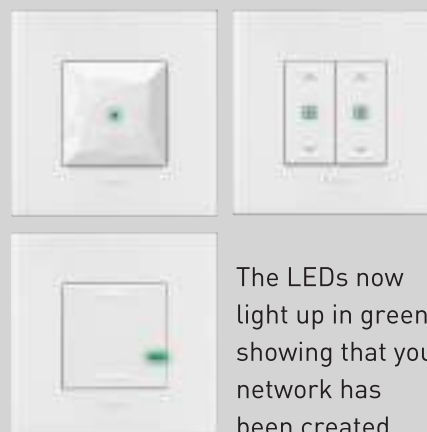 The LEDs now
light up in green
showing that you
network has
been created